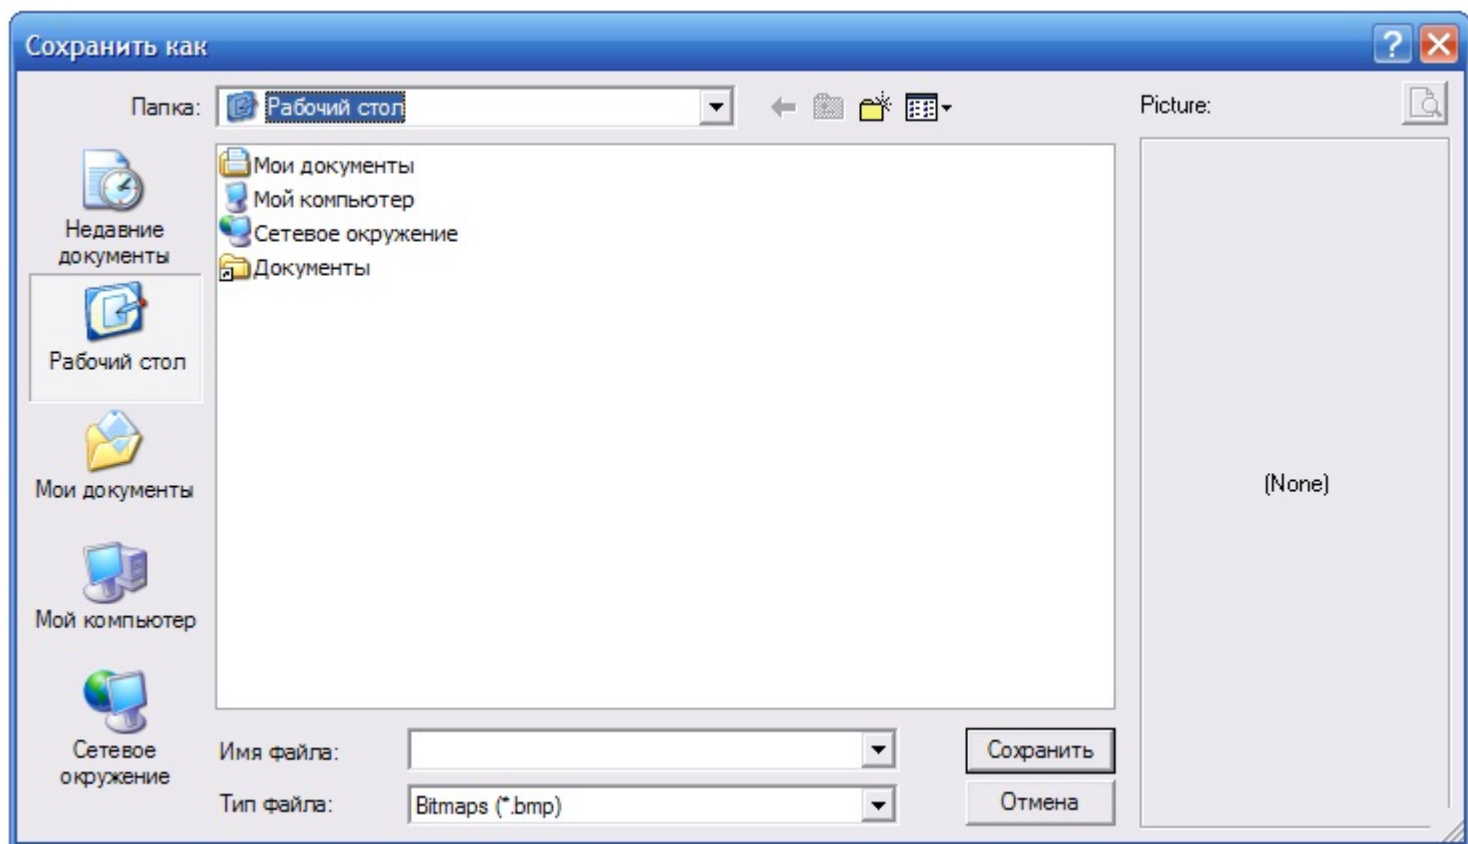 Сохранить как
Папка:
Рабочий стол
Picture:
Недавние
документы
Рабочий стол
Мои документы
Мой компьютер
Сетевое
окружение
Мои документы
Мой компьютер
Сетевое окружение
Документы
(None)
Имя файла:
Сохранить
Тип файла:
Bitmaps (*.bmp)
Отмена